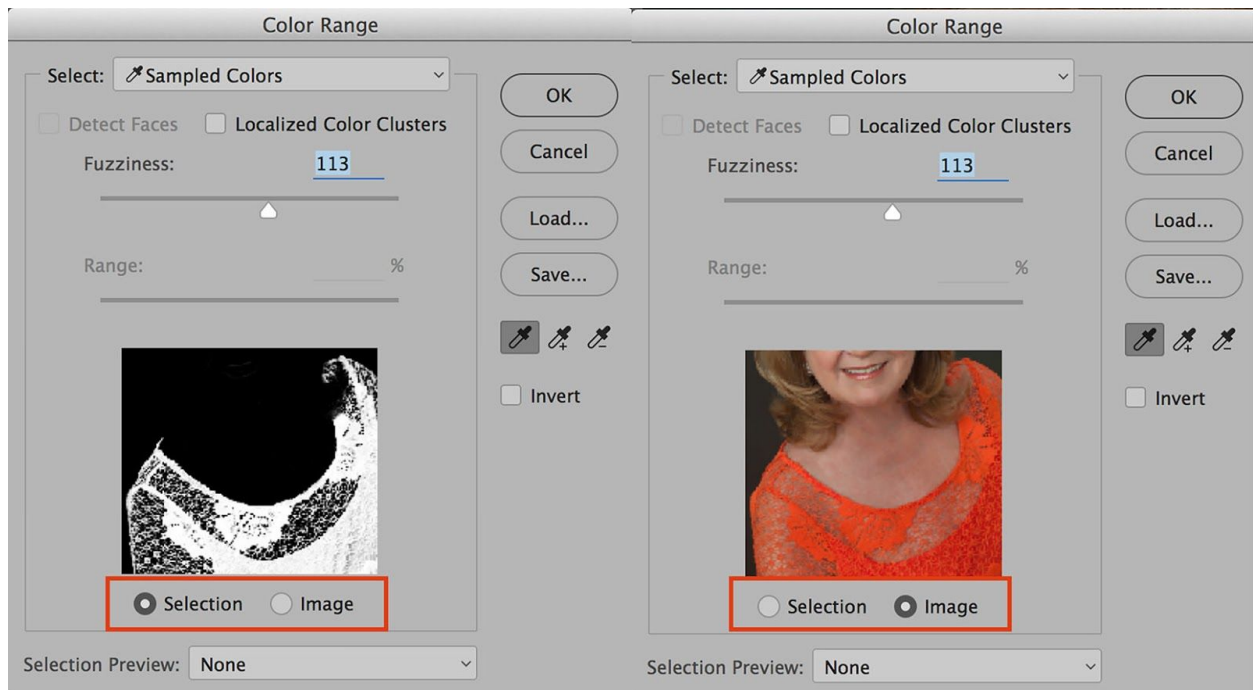 Color Range
Select: Sampled Colors
OK
Detect Faces Localized Color Clusters
Cancel
Fuzziness: 113
Load...
Range: %
Save...
Invert
Selection Image
Selection Preview: None
Color Range
Select: Sampled Colors
OK
Detect Faces Localized Color Clusters
Cancel
Fuzziness: 113
Load...
Range: %
Save...
Invert
Selection Image
Selection Preview: None